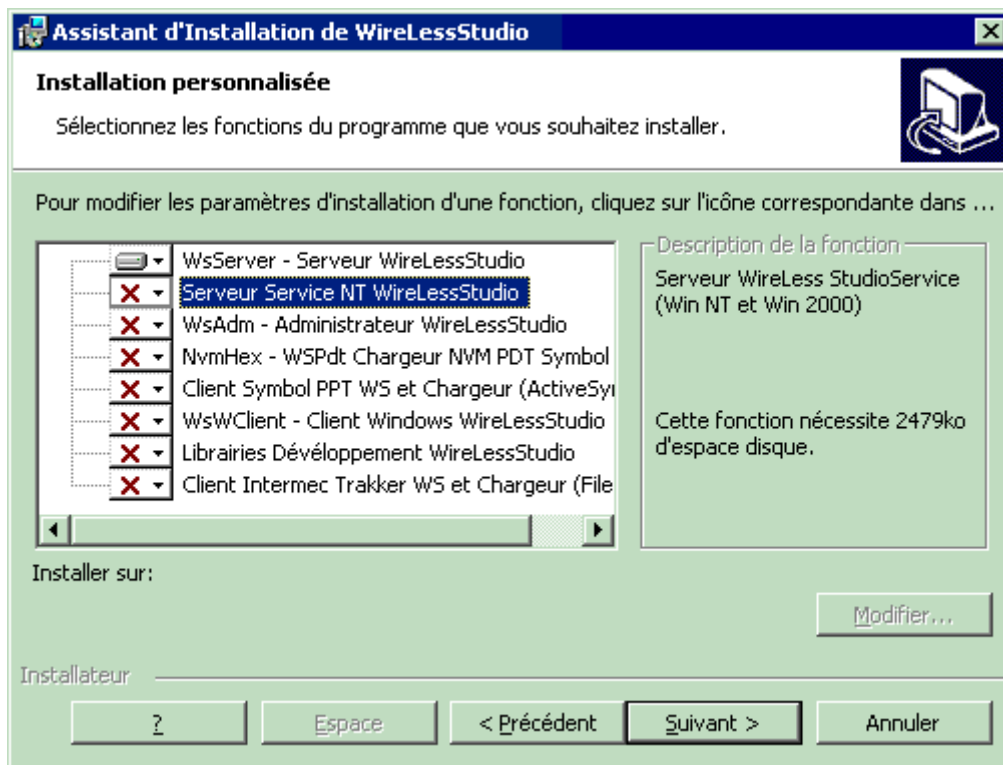 Assistant d'Installation de WireLessStudio
Installation personnalisée
Sélectionnez les fonctions du programme que vous souhaitez installer.
Pour modifier les paramètres d'installation d'une fonction, cliquez sur l'icône correspondante dans ...
WsServer - Serveur WireLessStudio
Serveur Service NT WireLessStudio
WsAdm - Administrateur WireLessStudio
NvmHex - WSPdt Chargeur NVM PDT Symbol
Client Symbol PPT WS et Chargeur (ActiveSy
WsWClient - Client Windows WireLessStudio
Librairies Dévéloppement WireLessStudio
Client Intermec Trakker WS et Chargeur (File
Description de la fonction
Serveur WireLess StudioService
(Win NT et Win 2000)
Cette fonction nécessite 2479ko
d'espace disque.
Installer sur:
Modifier...
Installateur
?
Espace
< Précédent
Suivant >
Annuler